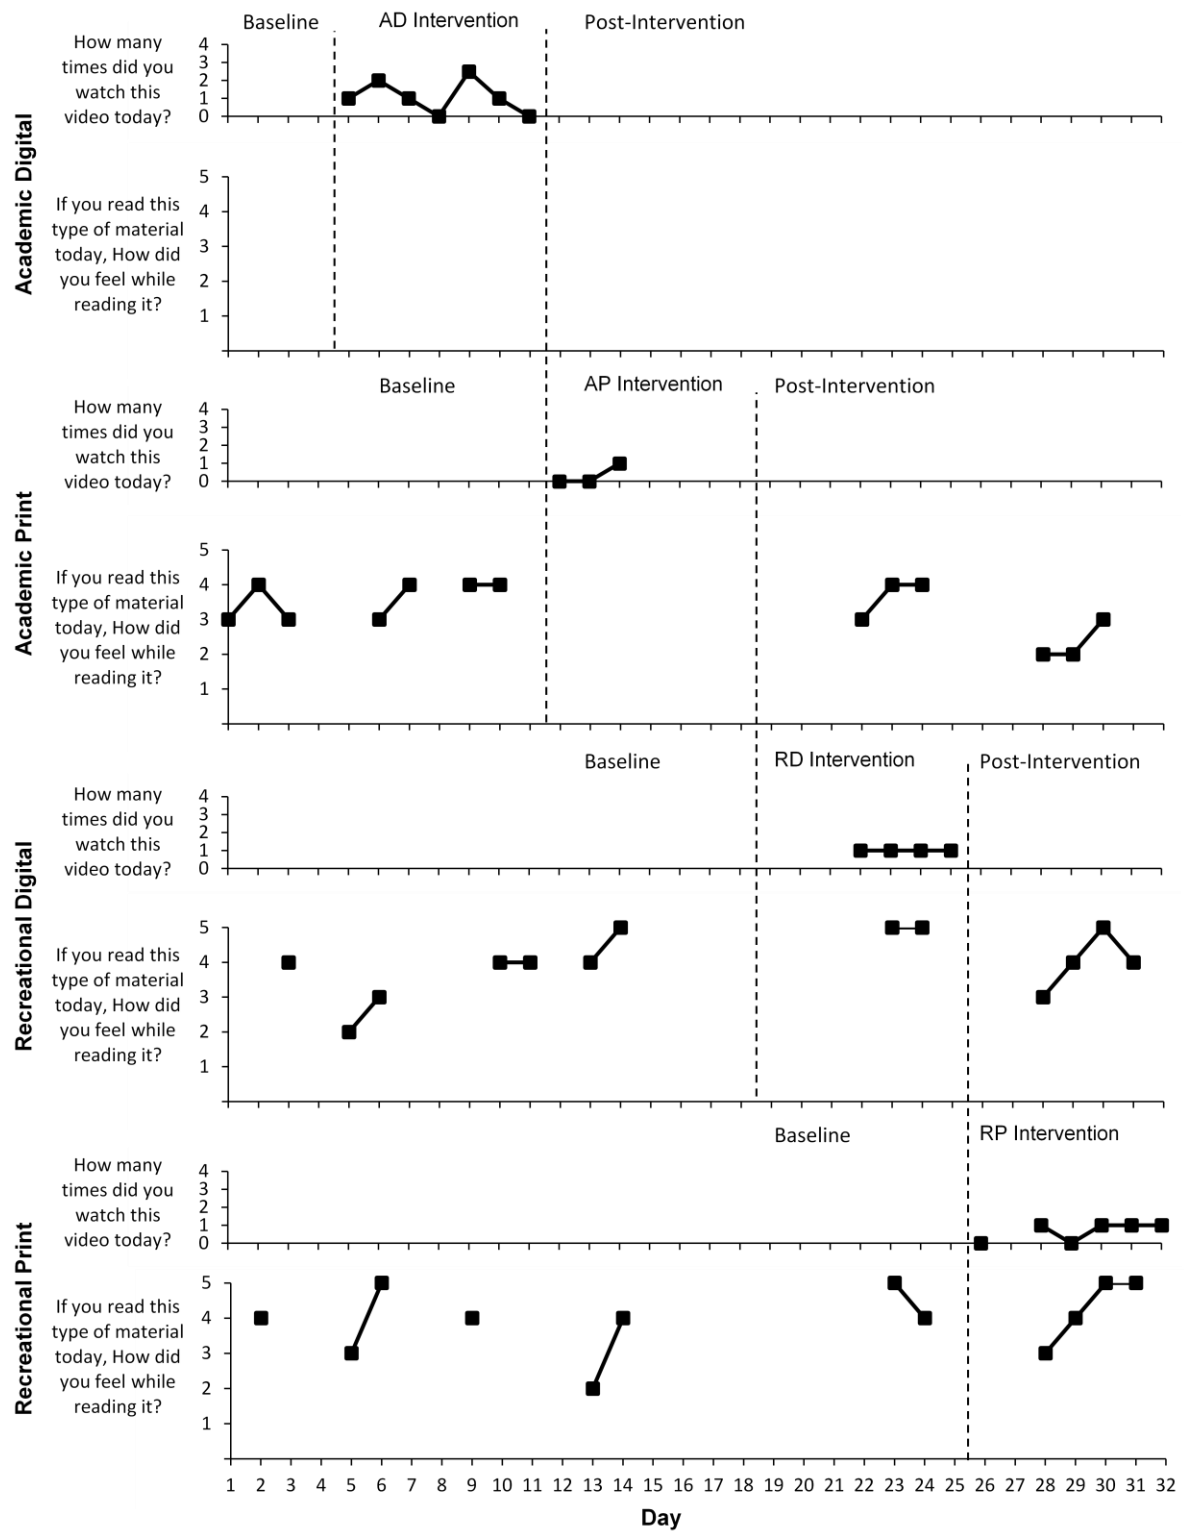 Baseline
AD Intervention
Post-Intervention
Academic Digital
How many
times did you
watch this
video today?
4
3
2
1
0
If you read this
type of material
today, How did
you feel while
reading it?
5
4
3
2
1
Baseline
AP Intervention
Post-Intervention
Academic Print
How many
times did you
watch this
video today?
4
3
2
1
0
If you read this
type of material
today, How did
you feel while
reading it?
5
4
3
2
1
Baseline
RD Intervention
Post-Intervention
Recreational Digital
How many
times did you
watch this
video today?
4
3
2
1
0
If you read this
type of material
today, How did
you feel while
reading it?
5
4
3
2
1
Baseline
RP Intervention
Recreational Print
How many
times did you
watch this
video today?
4
3
2
1
0
If you read this
type of material
today, How did
you feel while
reading it?
5
4
3
2
1
1 2 3 4 5 6 7 8 9 10 11 12 13 14 15 16 17 18 19 20 21 22 23 24 25 26 27 28 29 30 31 32
Day